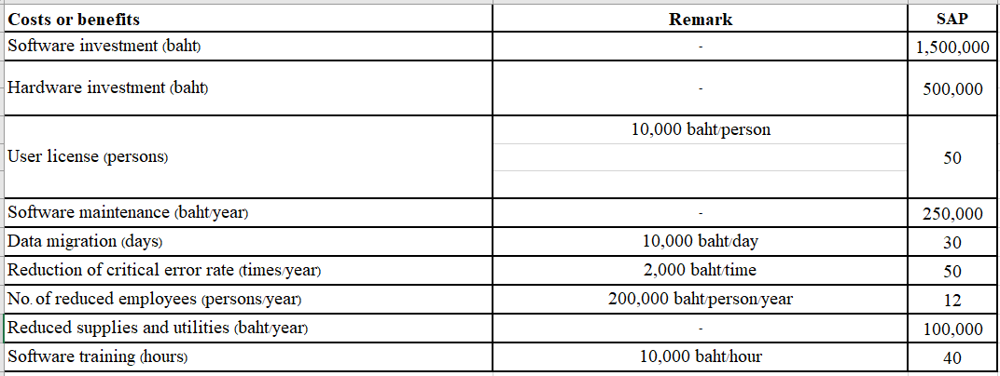 Costs or benefits Remark SAP
Software investment (baht) - 1,500,000
Hardware investment (baht) - 500,000
User license (persons) 10,000 baht/person 50
Software maintenance (baht/year) - 250,000
Data migration (days) 10,000 baht/day 30
Reduction of critical error rate (times/year) 2,000 baht/time 50
No. of reduced employees (persons/year) 200,000 baht/person/year 12
Reduced supplies and utilities (baht/year) - 100,000
Software training (hours) 10,000 baht/hour 40